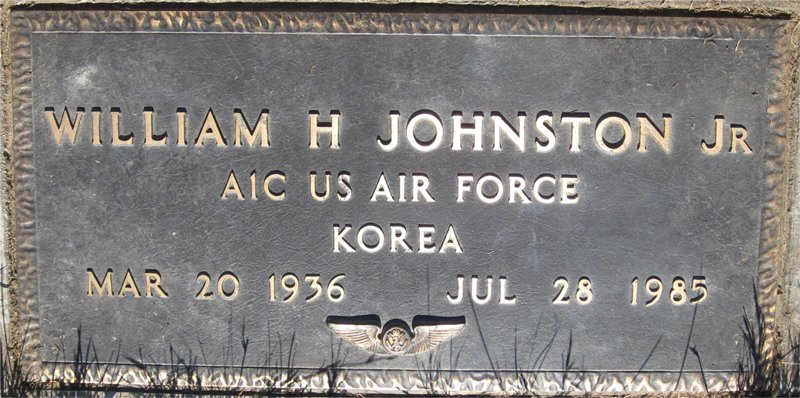 WILLIAM H JOHNSTON JR
A1C US AIR FORCE
KOREA
MAR 20 1936 JUL 28 1985